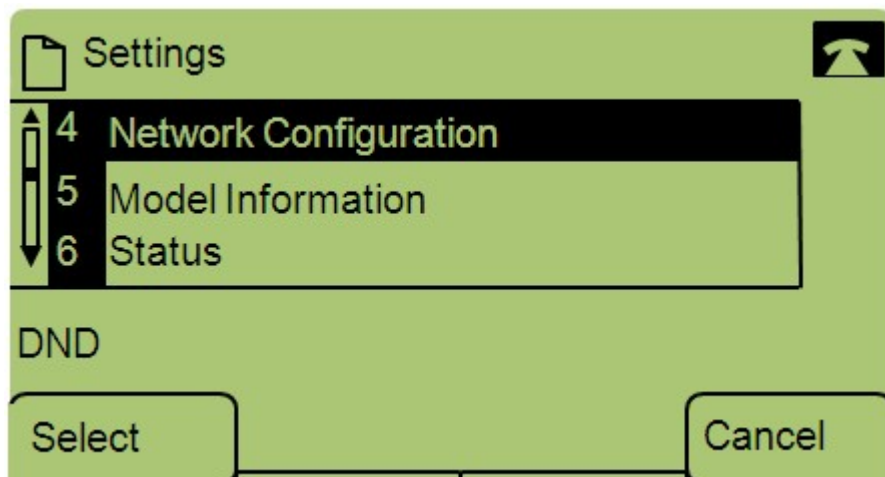 Settings
4 Network Configuration
5 Model Information
6 Status
DND
Select Cancel